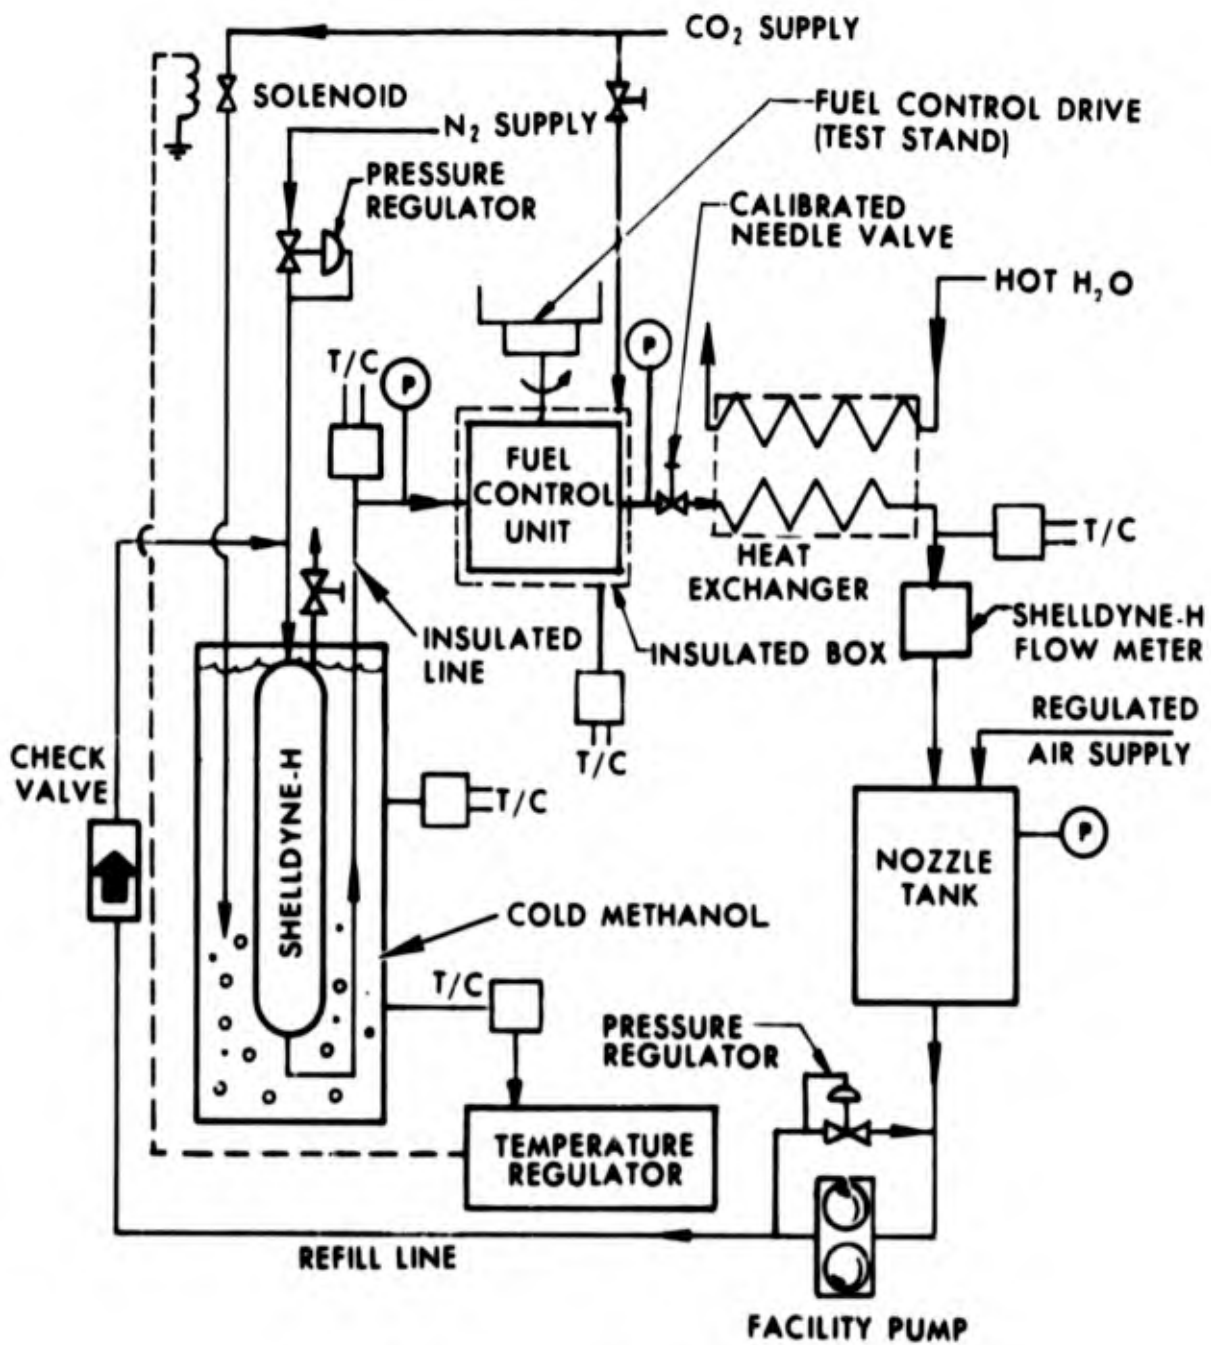 CO₂ SUPPLY
SOLENOID
N₂ SUPPLY
FUEL CONTROL DRIVE
(TEST STAND)
PRESSURE
REGULATOR
CALIBRATED
NEEDLE VALVE
HOT H₂O
T/C
P
P
FUEL
CONTROL
UNIT
HEAT
EXCHANGER
T/C
INSULATED
LINE
INSULATED BOX
SHELLDYNE-H
FLOW METER
T/C
REGULATED
AIR SUPPLY
CHECK
VALVE
T/C
SHELLDYNE-H
NOZZLE
TANK
P
COLD METHANOL
T/C
PRESSURE
REGULATOR
TEMPERATURE
REGULATOR
REFILL LINE
FACILITY PUMP